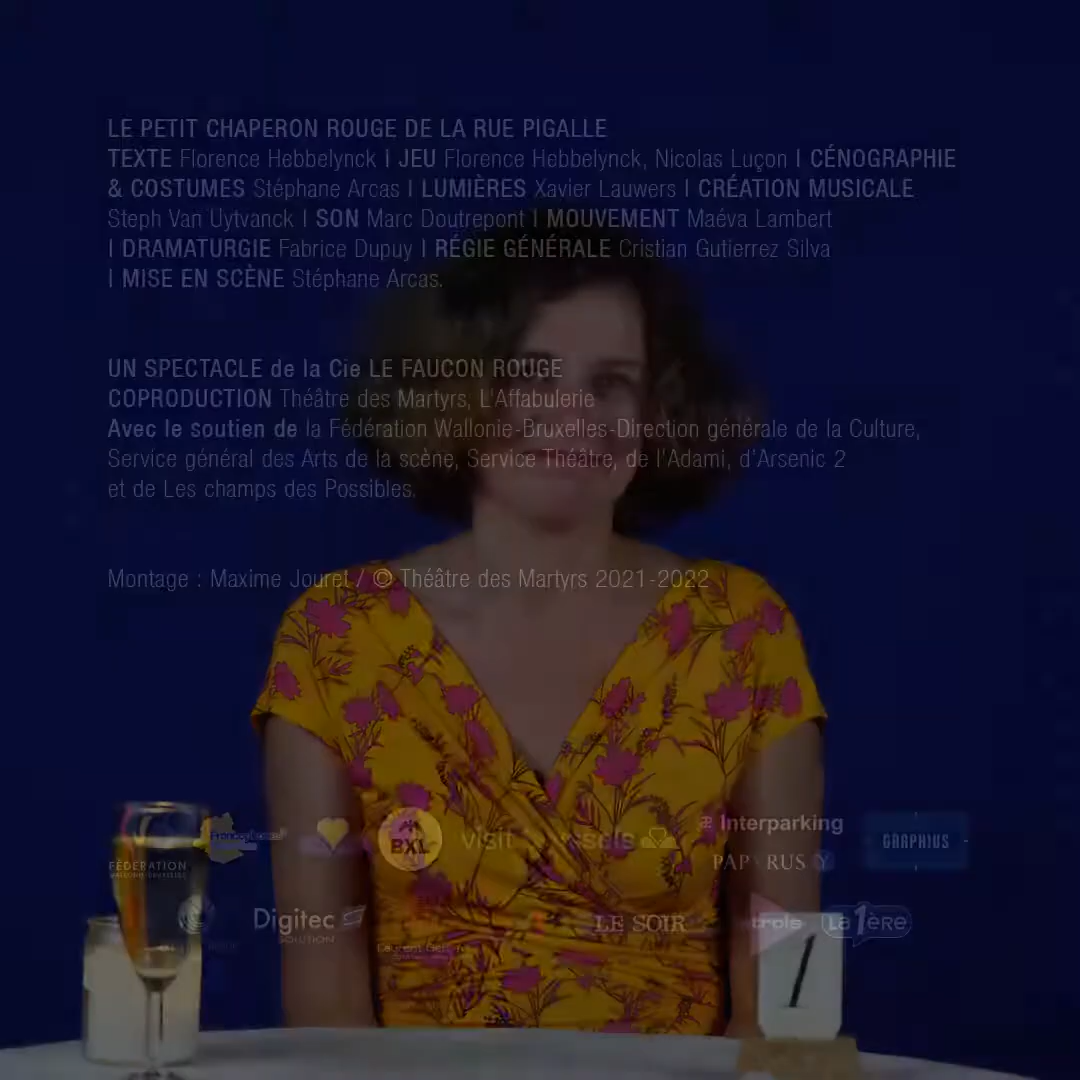 LE PETIT CHAPERON ROUGE DE LA RUE PIGALLE
TEXTE Florence Hebbelynck I JEU Florence Hebbelynck, Nicolas Luçon I CÉNOGRAPHIE
& COSTUMES Stéphane Arcas I LUMIÈRES Xavier Lauwers I CRÉATION MUSICALE
Steph Van Uytvanck I SON Marc Doutrepont I MOUVEMENT Maéva Lambert
I DRAMATURGIE Fabrice Dupuy I RÉGIE GÉNÉRALE Cristian Gutierrez Silva
I MISE EN SCÈNE Stéphane Arcas.
UN SPECTACLE de la Cie LE FAUCON ROUGE
COPRODUCTION Théâtre des Martyrs, L'Affabulerie
Avec le soutien de la Fédération Wallonie-Bruxelles-Direction générale de la Culture,
Service général des Arts de la scène, Service Théâtre, de l'Adami, d'Arsenic 2
et de Les champs des Possibles.
Montage : Maxime Jouret / © Théâtre des Martyrs 2021-2022
FÉDÉRATION
WALLONIE-BRUXELLES
BXL
visit
Interparking
PAPYRUS
GRAPHIUS
Digitec
SOLUTION
LE SOIR
La 1ère
1